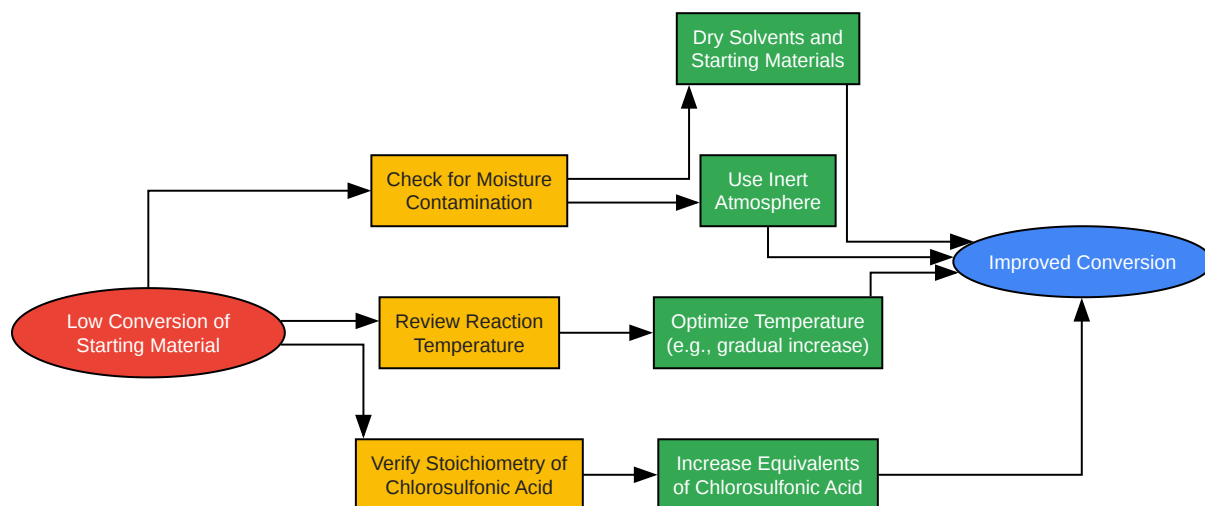 Dry Solvents and
Starting Materials
Check for Moisture
Contamination
Use Inert
Atmosphere
Improved Conversion
Low Conversion of
Starting Material
Review Reaction
Temperature
Optimize Temperature
(e.g., gradual increase)
Verify Stoichiometry of
Chlorosulfonic Acid
Increase Equivalents
of Chlorosulfonic Acid